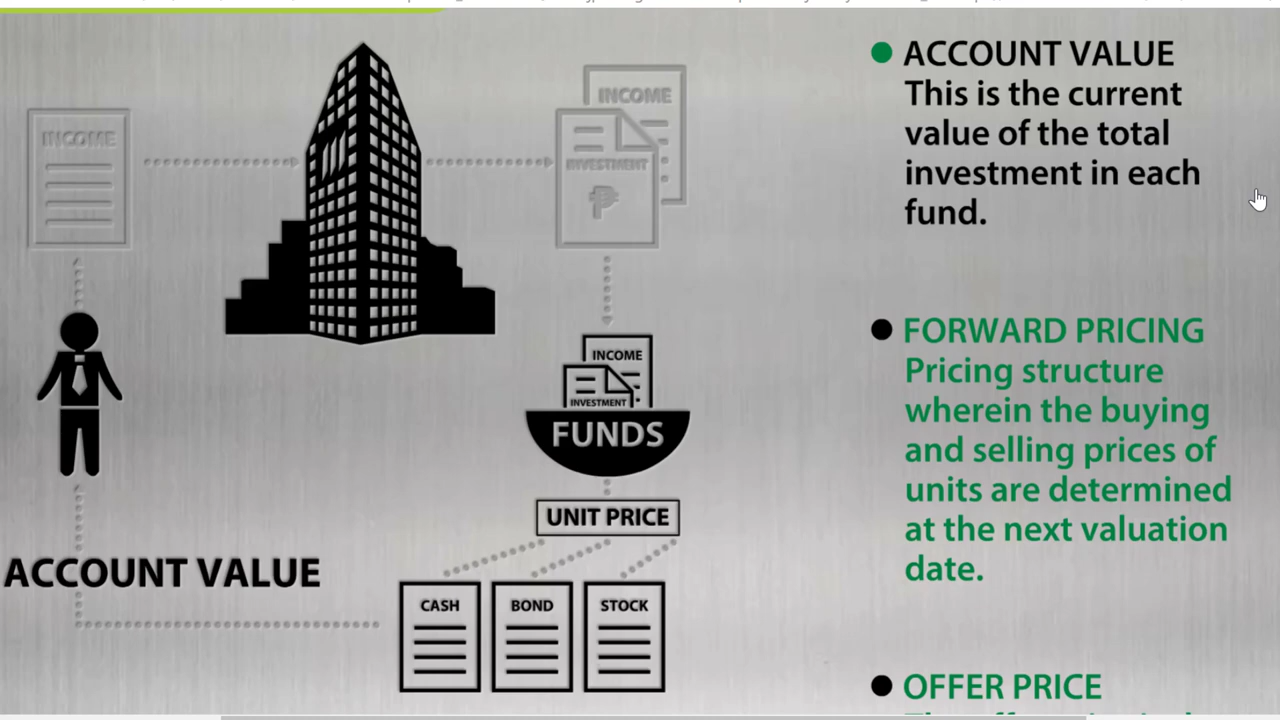 INCOME
INCOME
INVESTMENT
₱
INCOME
INVESTMENT
FUNDS
UNIT PRICE
ACCOUNT VALUE
CASH
BOND
STOCK
ACCOUNT VALUE
This is the current
value of the total
investment in each
fund.
FORWARD PRICING
Pricing structure
wherein the buying
and selling prices of
units are determined
at the next valuation
date.
OFFER PRICE